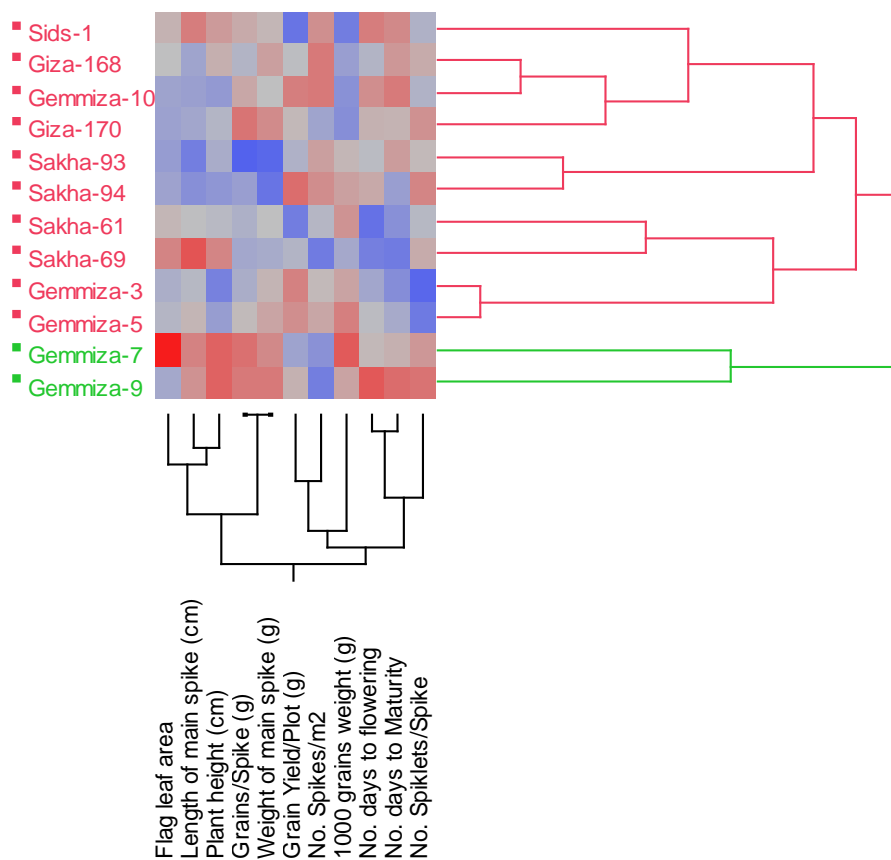 Sids-1
Giza-168
Gemmiza-10
Giza-170
Sakha-93
Sakha-94
Sakha-61
Sakha-69
Gemmiza-3
Gemmiza-5
Gemmiza-7
Gemmiza-9
Flag leaf area
Length of main spike (cm)
Plant height (cm)
Grains/Spike (g)
Weight of main spike (g)
Grain Yield/Plot (g)
No. Spikes/m2
1000 grains weight (g)
No. days to flowering
No. days to Maturity
No. Spiklets/Spike